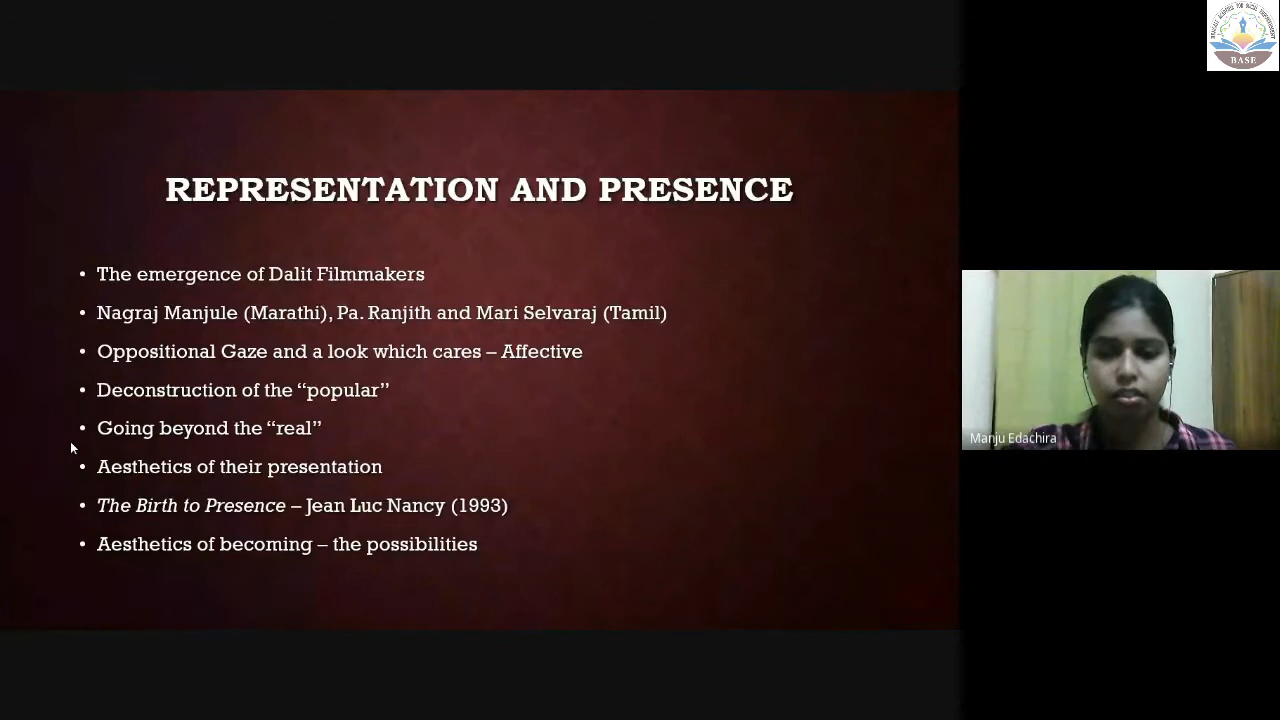 REPRESENTATION AND PRESENCE
• The emergence of Dalit Filmmakers
• Nagraj Manjule (Marathi), Pa. Ranjith and Mari Selvaraj (Tamil)
• Oppositional Gaze and a look which cares – Affective
• Deconstruction of the “popular”
• Going beyond the “real”
• Aesthetics of their presentation
• The Birth to Presence – Jean Luc Nancy (1993)
• Aesthetics of becoming – the possibilities
Manju Edachira
BASE